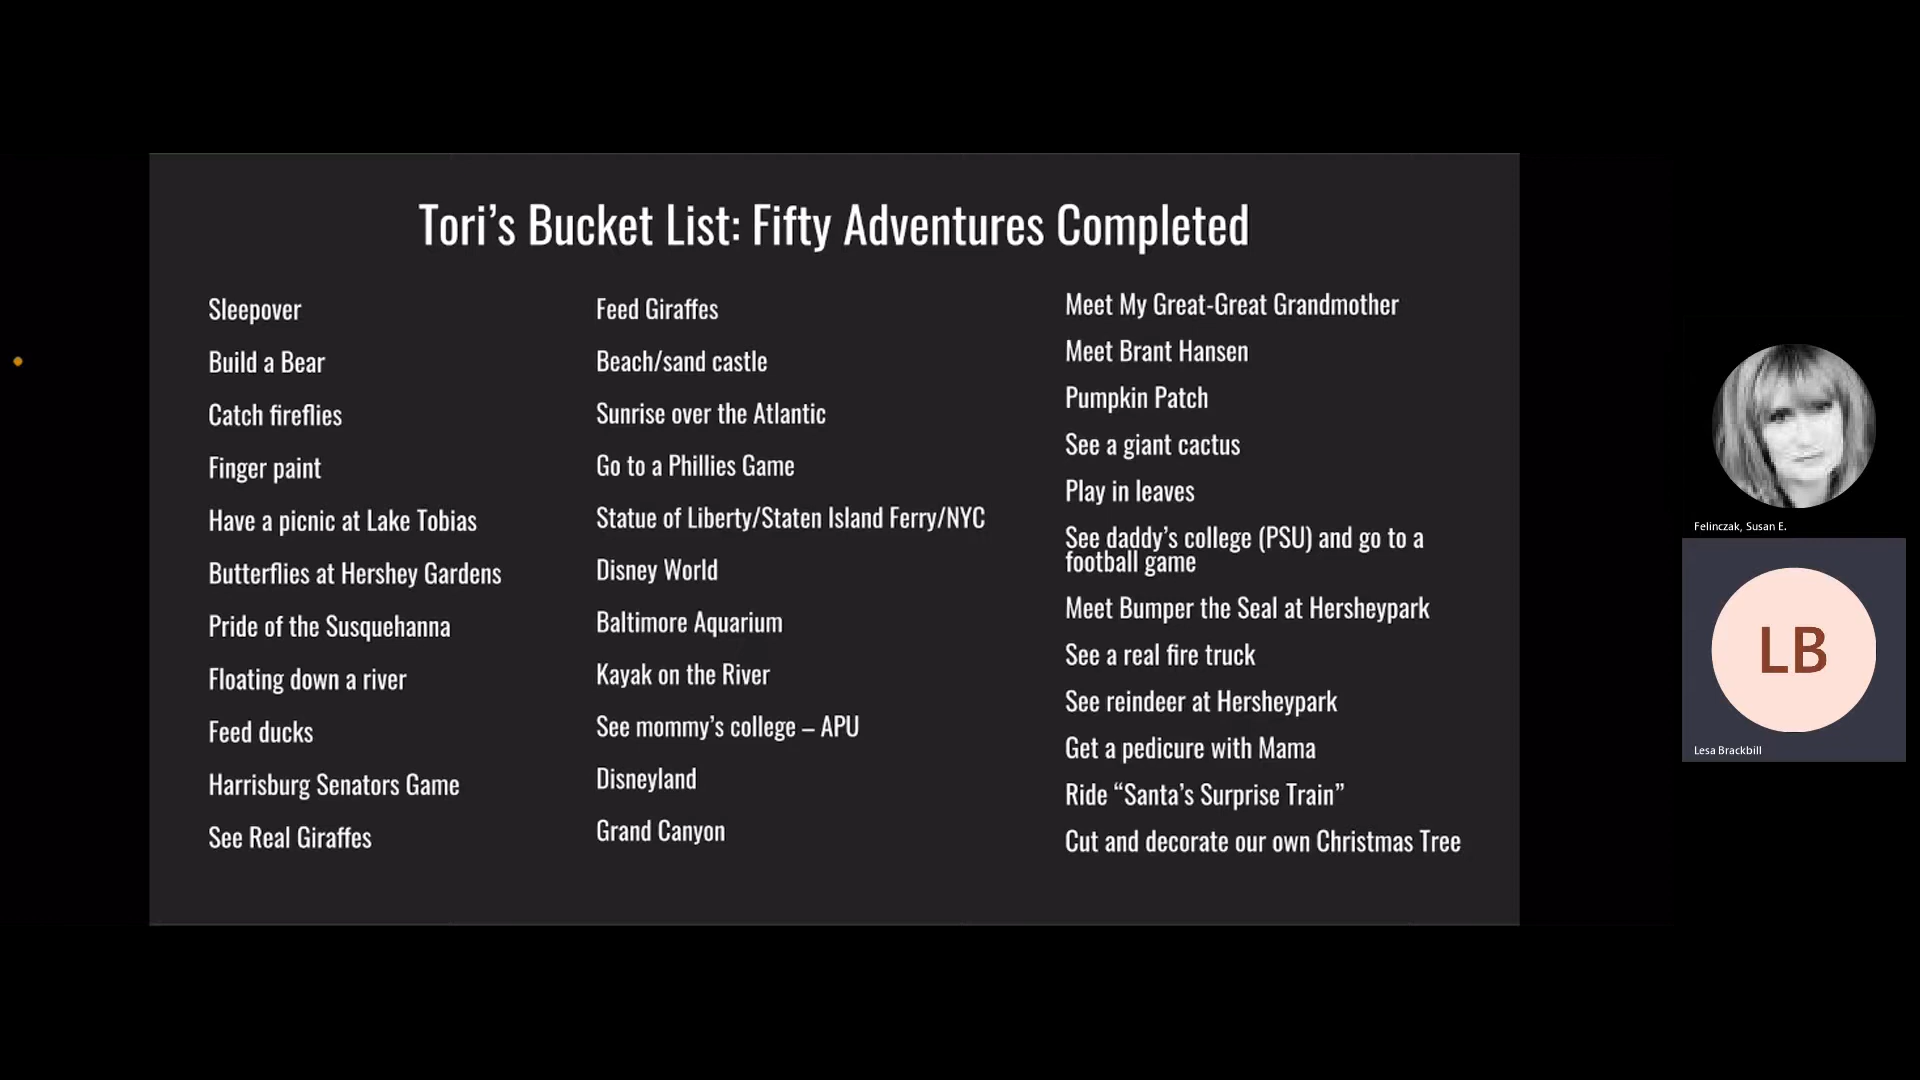 Tori’s Bucket List: Fifty Adventures Completed
Sleepover
Build a Bear
Catch fireflies
Finger paint
Have a picnic at Lake Tobias
Butterflies at Hershey Gardens
Pride of the Susquehanna
Floating down a river
Feed ducks
Harrisburg Senators Game
See Real Giraffes
Feed Giraffes
Beach/sand castle
Sunrise over the Atlantic
Go to a Phillies Game
Statue of Liberty/Staten Island Ferry/NYC
Disney World
Baltimore Aquarium
Kayak on the River
See mommy’s college – APU
Disneyland
Grand Canyon
Meet My Great-Great Grandmother
Meet Brant Hansen
Pumpkin Patch
See a giant cactus
Play in leaves
See daddy’s college (PSU) and go to a
football game
Meet Bumper the Seal at Hersheypark
See a real fire truck
See reindeer at Hersheypark
Get a pedicure with Mama
Ride “Santa’s Surprise Train”
Cut and decorate our own Christmas Tree
Felinczak, Susan E.
LB
Lesa Brackbill